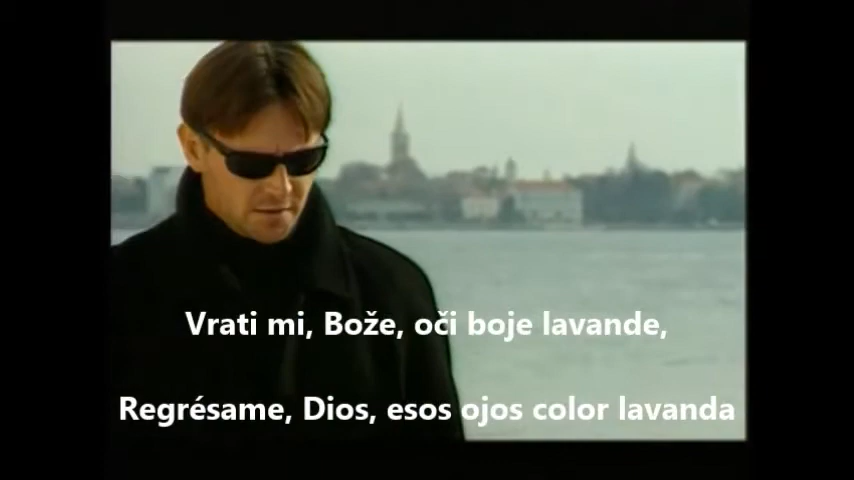 Vrati mi, Bože, oči boje lavande,
Regrésame, Dios, esos ojos color lavanda